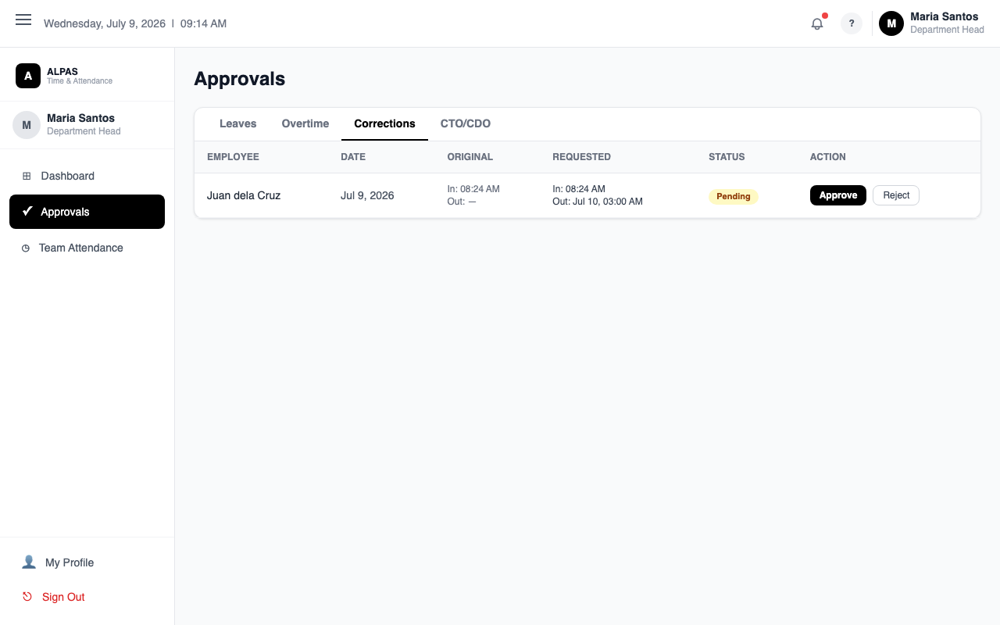 Wednesday, July 9, 2026 | 09:14 AM
?
M
Maria Santos
Department Head
A
ALPAS
Time & Attendance
M
Maria Santos
Department Head
Dashboard
Approvals
Team Attendance
My Profile
Sign Out
Approvals
Leaves Overtime Corrections CTO/CDO
EMPLOYEE DATE ORIGINAL REQUESTED STATUS ACTION
Juan dela Cruz Jul 9, 2026 In: 08:24 AM In: 08:24 AM Pending Approve Reject
Out: — Out: Jul 10, 03:00 AM